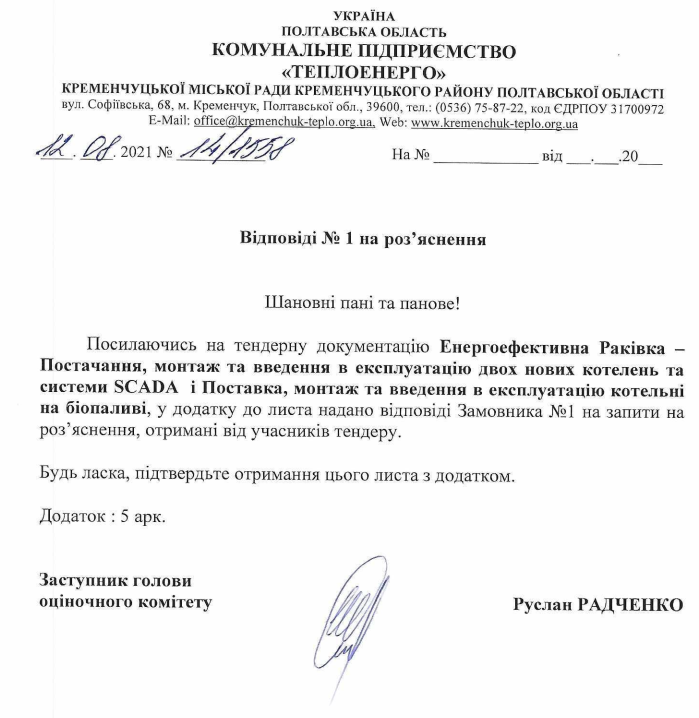 УКРАЇНА
ПОЛТАВСЬКА ОБЛАСТЬ
КОМУНАЛЬНЕ ПІДПРИЄМСТВО
«ТЕПЛОЕНЕРГО»
КРЕМЕНЧУЦЬКОЇ МІСЬКОЇ РАДИ КРЕМЕНЧУЦЬКОГО РАЙОНУ ПОЛТАВСЬКОЇ ОБЛАСТІ
вул. Софіївська, 68, м. Кременчук, Полтавської обл., 39600, тел.: (0536) 75-87-22, код ЄДРПОУ 31700972
E-Mail: office@kremenchuk-teplo.org.ua, Web: www.kremenchuk-teplo.org.ua
12. 08. 2021 № 14/1558 На № ______________ від ___.___.20___
Відповіді № 1 на роз’яснення
Шановні пані та панове!
Посилаючись на тендерну документацію Енергоефективна Раківка –
Постачання, монтаж та введення в експлуатацію двох нових котелень та
системи SCADA і Поставка, монтаж та введення в експлуатацію котельні
на біопаливі, у додатку до листа надано відповіді Замовника №1 на запити на
роз’яснення, отримані від учасників тендеру.
Будь ласка, підтвердьте отримання цього листа з додатком.
Додаток : 5 арк.
Заступник голови
оціночного комітету Руслан РАДЧЕНКО